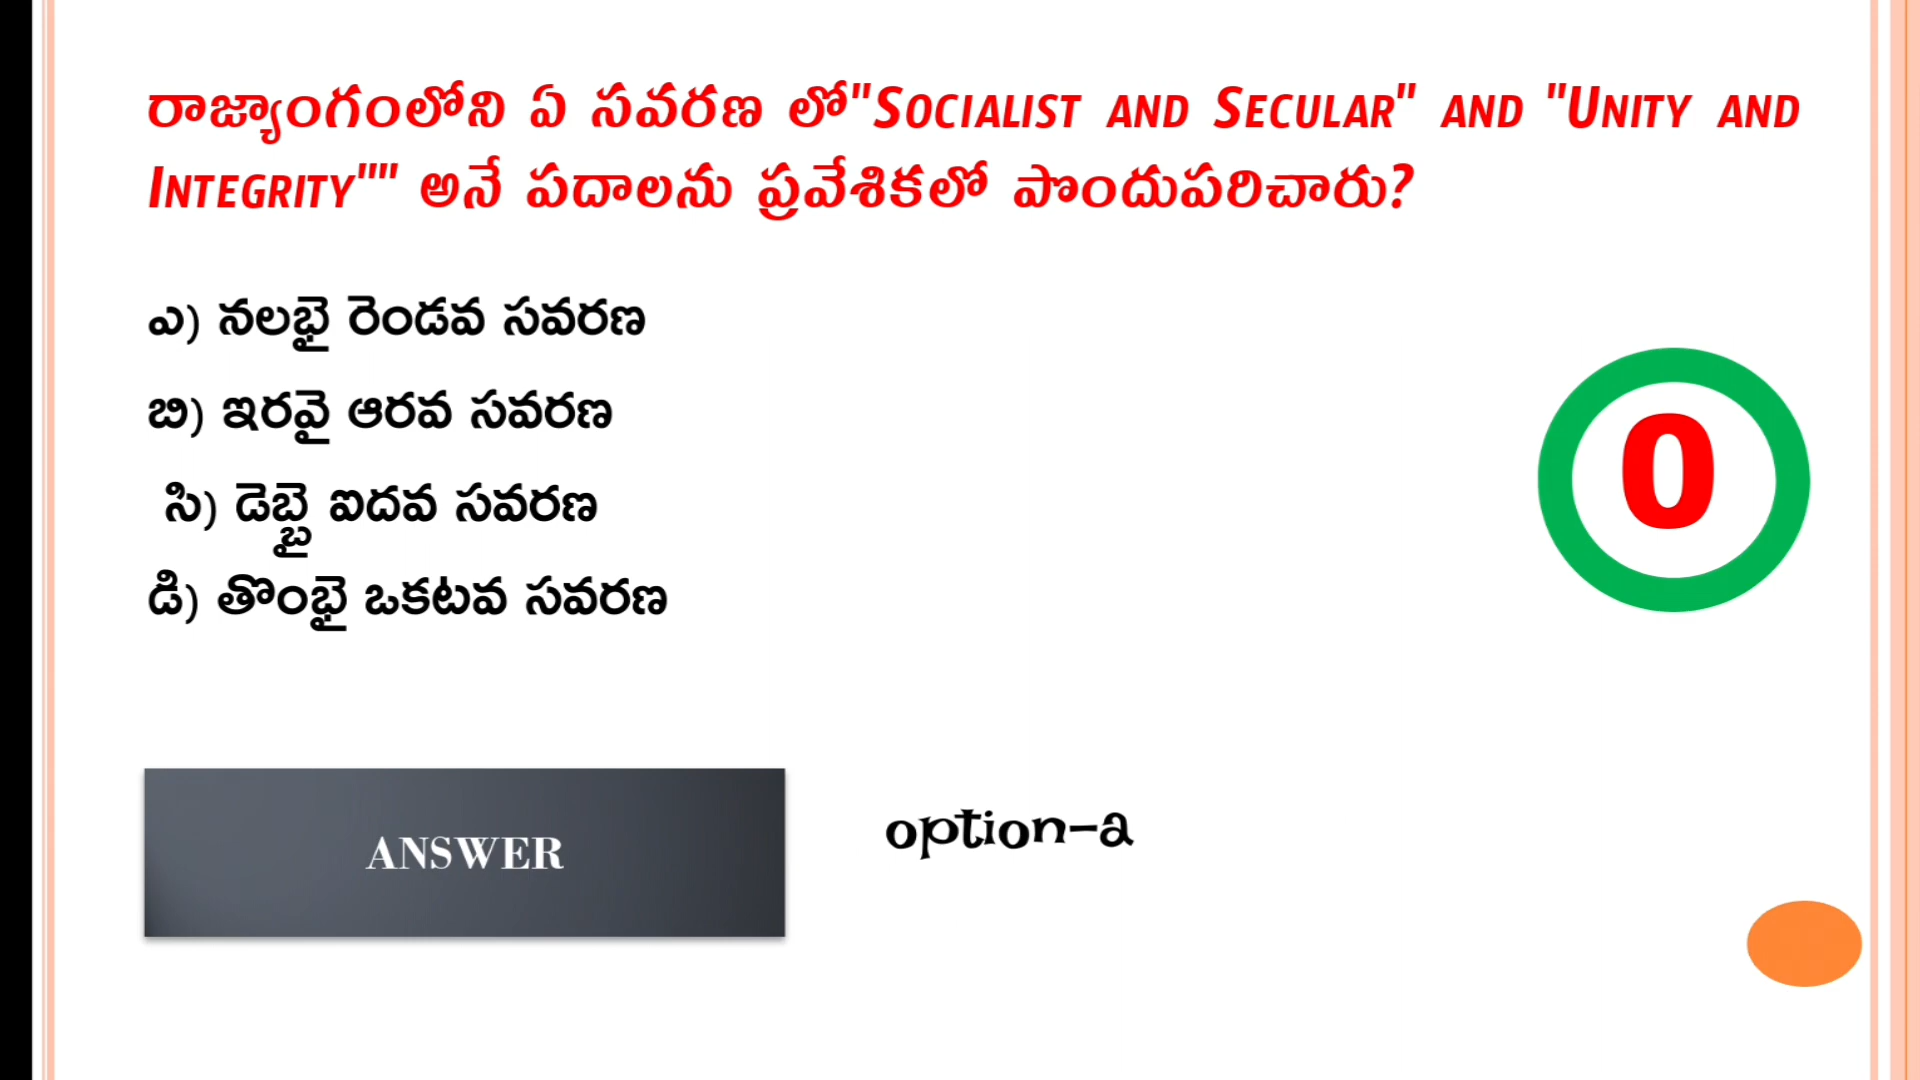 రాజ్యాంగంలోని ఏ సవరణ లో"SOCIALIST AND SECULAR" AND "UNITY AND
INTEGRITY"" అనే పదాలను ప్రవేశికలో పొందుపరిచారు?
ఎ) నలభై రెండవ సవరణ
బి) ఇరవై ఆరవ సవరణ
సి) డెబ్బై ఐదవ సవరణ
డి) తొంభై ఒకటవ సవరణ
0
ANSWER
option-a